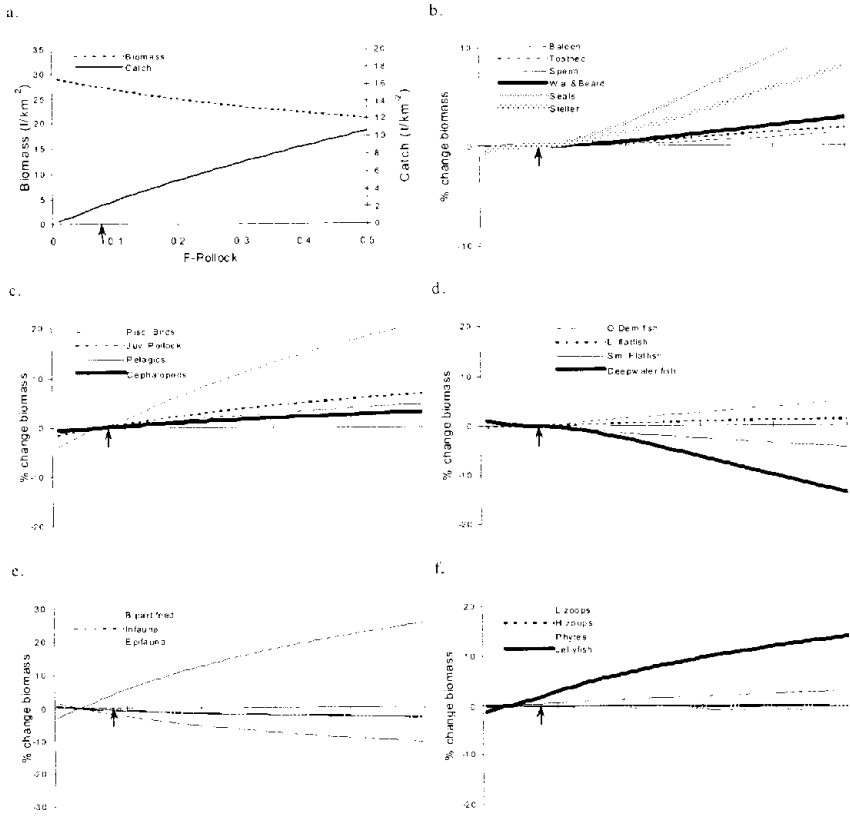 a.
Biomass
Catch
35
30
25
20
15
10
5
0
Biomass (t/km²)
20
18
16
14
12
10
8
6
4
2
0
Catch (t/km⁻²)
0
0.1
0.2
0.3
0.4
0.5
F-Pollock
b.
Baleen
Toothed
Sperm
Wal&Beard
Seals
Steller
10
0
-10
% change biomass
c.
Pisc. Birds
Juv. Pollock
Pelagics
Cephalopods
20
10
0
-10
-20
% change biomass
d.
O.Dem fish
L. flatfish
Sm. Flatfish
Deepwater fish
20
10
0
-10
-20
% change biomass
e.
B.part.feed
Infauna
Epifauna
30
20
10
0
-10
-20
-30
% change biomass
f.
L zoops
H zoops
Phytes
Jellyfish
20
10
0
-10
-20
% change biomass